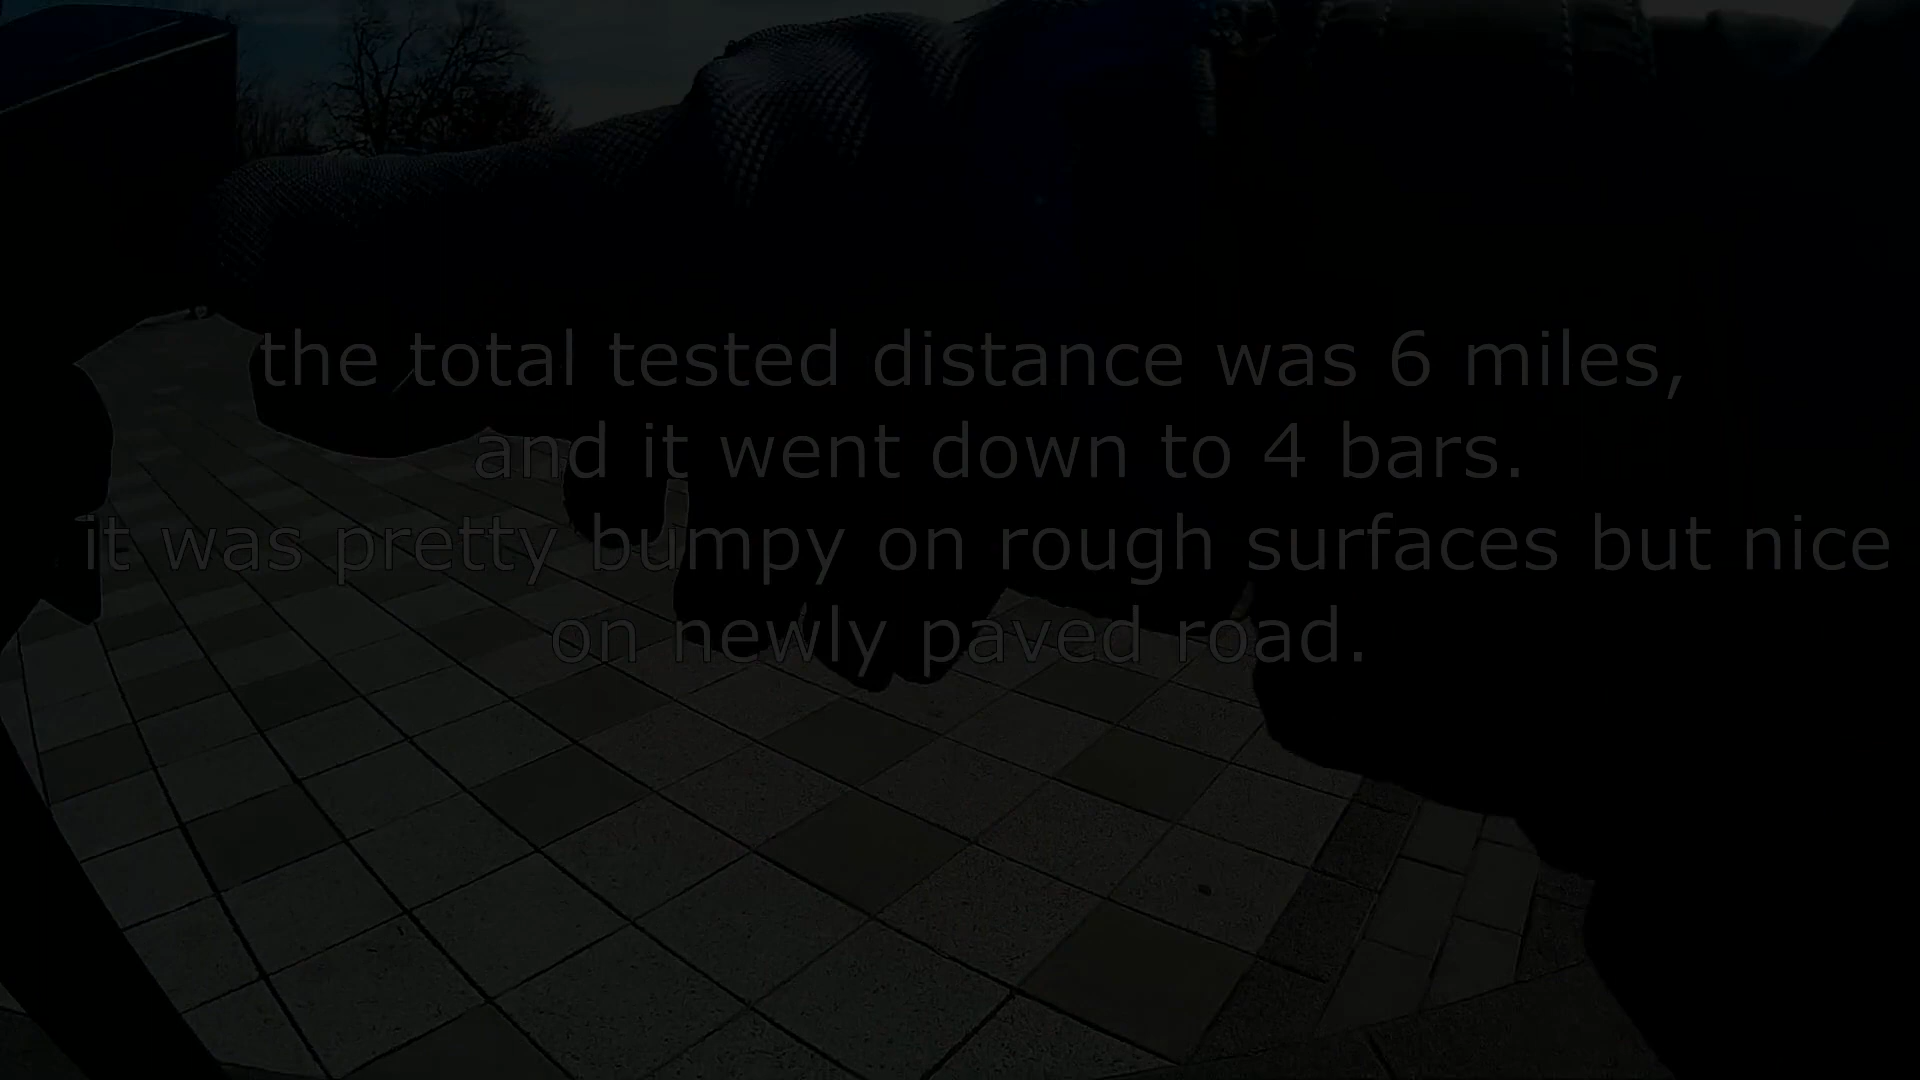 the total tested distance was 6 miles,
and it went down to 4 bars.
it was pretty bumpy on rough surfaces but nice
on newly paved road.